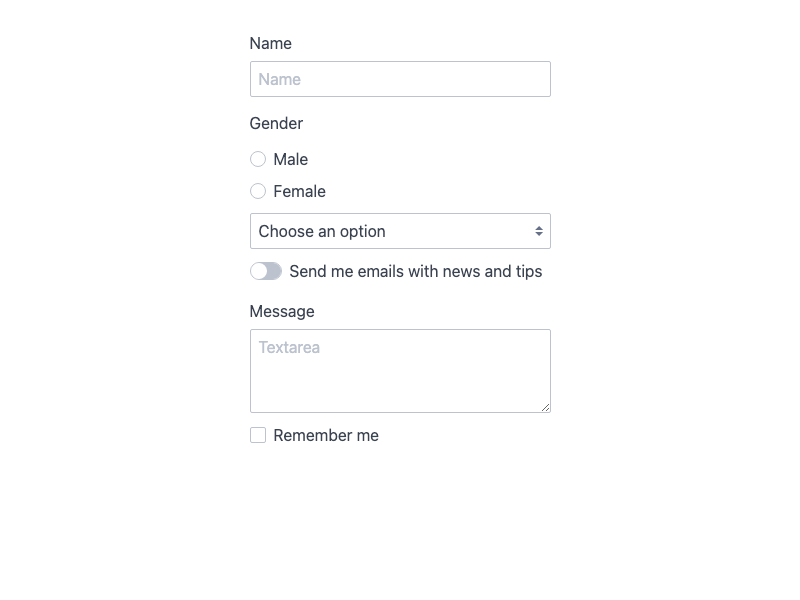 Name
Name
Gender
Male
Female
Choose an option
Send me emails with news and tips
Message
Textarea
Remember me